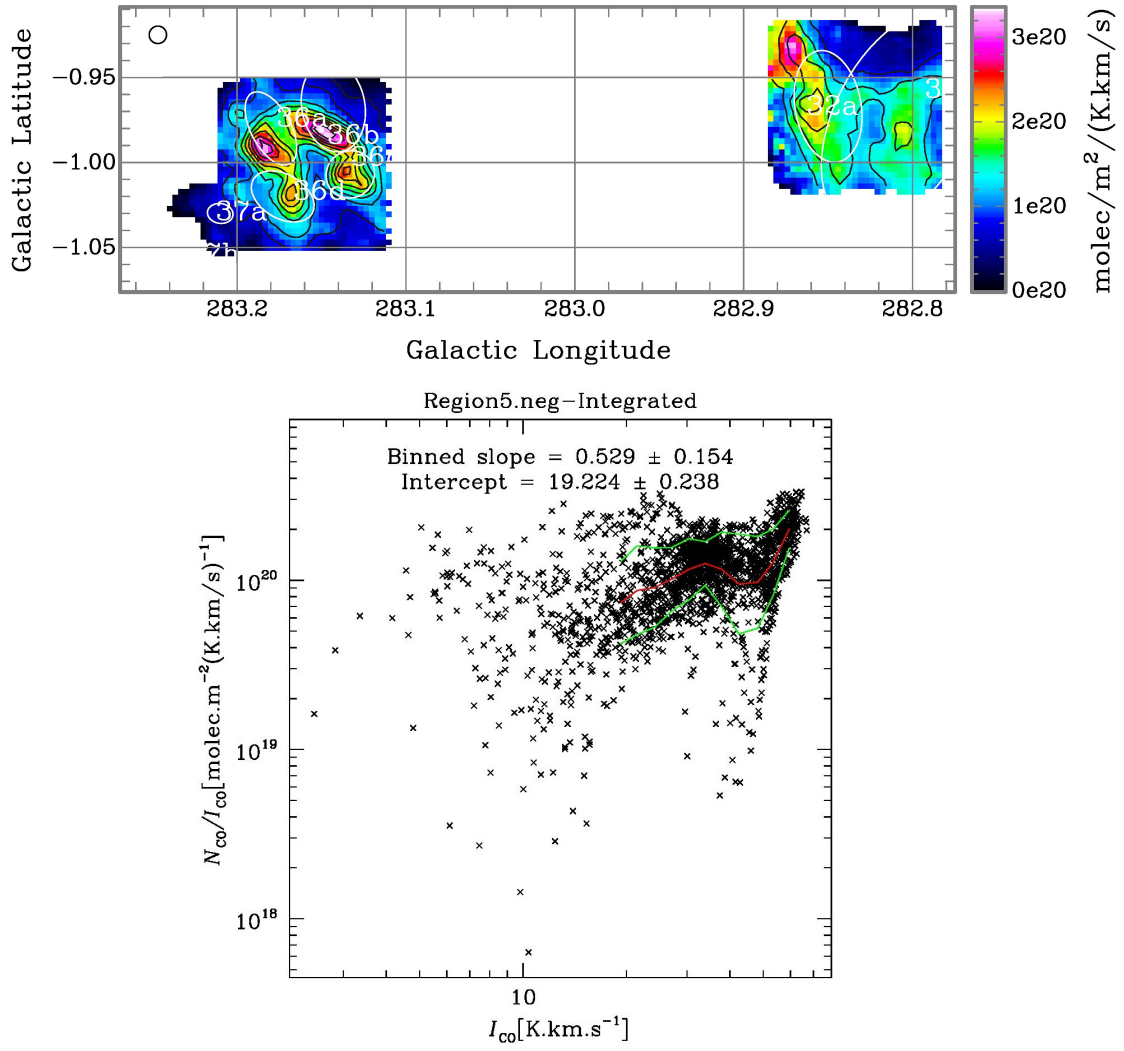 Galactic Latitude
−0.95
−1.00
−1.05
36a
36b
36
36d
37a
7b
32a
3
283.2
283.1
283.0
282.9
282.8
Galactic Longitude
3e20
2e20
1e20
0e20
molec/m²/(K.km/s)
Region5.neg−Integrated
Binned slope = 0.529 ± 0.154
Intercept = 19.224 ± 0.238
10²⁰
10¹⁹
10¹⁸
N_CO/I_CO[molec.m⁻²(K.km/s)⁻¹]
10
I_CO[K.km.s⁻¹]